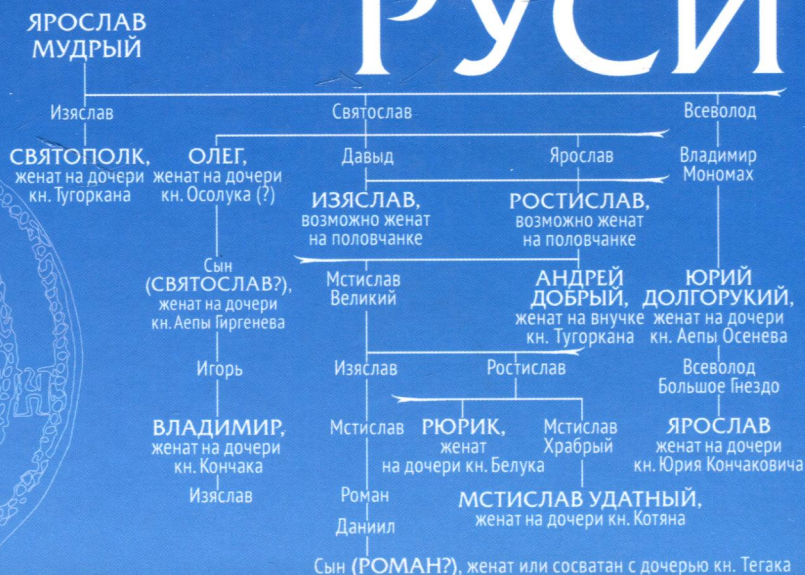 РУСИ
ЯРОСЛАВ
МУДРЫЙ
Изяслав
Святослав
Всеволод
СВЯТОПОЛК,
женат на дочери
кн. Тугоркана
ОЛЕГ,
женат на дочери
кн. Осолука (?)
Давыд
Ярослав
Владимир
Мономах
ИЗЯСЛАВ,
возможно женат
на половчанке
РОСТИСЛАВ,
возможно женат
на половчанке
Сын
(СВЯТОСЛАВ?),
женат на дочери
кн. Аепы Гиргенева
Мстислав
Великий
АНДРЕЙ
ДОБРЫЙ,
женат на внучке
кн. Тугоркана
ЮРИЙ
ДОЛГОРУКИЙ,
женат на дочери
кн. Аепы Осенева
Игорь
Изяслав
Ростислав
Всеволод
Большое Гнездо
ВЛАДИМИР,
женат на дочери
кн. Кончака
Мстислав
РЮРИК,
женат
на дочери кн. Белука
Мстислав
Храбрый
ЯРОСЛАВ
женат на дочери
кн. Юрия Кончаковича
Изяслав
Роман
МСТИСЛАВ УДАТНЫЙ,
женат на дочери кн. Котяна
Даниил
Сын (РОМАН?), женат или сосватан с дочерью кн. Тегака